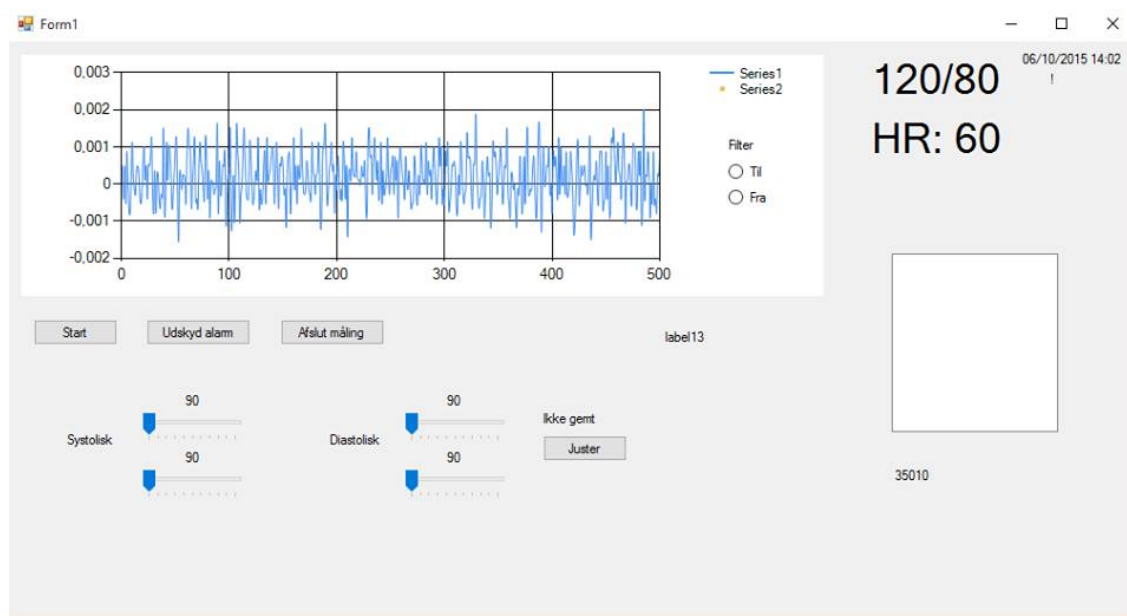 Form1
0,003
0,002
0,001
0
-0,001
-0,002
0 100 200 300 400 500
Series1
Series2
Filter
Til
Fra
120/80
HR: 60
06/10/2015 14:02
!
Start Udskyd alarm Afslut måling
label13
90 90
Systolisk Diastolisk
90 90
Ikke gemt
Juster
35010